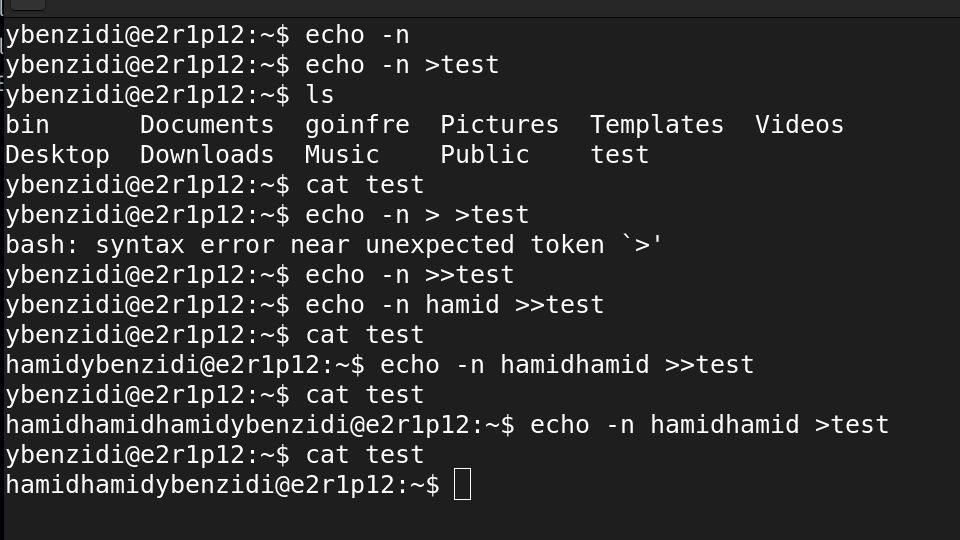 ybenzidi@e2r1p12:~$ echo -n
ybenzidi@e2r1p12:~$ echo -n >test
ybenzidi@e2r1p12:~$ ls
bin      Documents  goinfre  Pictures  Templates  Videos
Desktop  Downloads  Music    Public    test
ybenzidi@e2r1p12:~$ cat test
ybenzidi@e2r1p12:~$ echo -n > >test
bash: syntax error near unexpected token `>'
ybenzidi@e2r1p12:~$ echo -n >>test
ybenzidi@e2r1p12:~$ echo -n hamid >>test
ybenzidi@e2r1p12:~$ cat test
hamidybenzidi@e2r1p12:~$ echo -n hamidhamid >>test
ybenzidi@e2r1p12:~$ cat test
hamidhamidhamidybenzidi@e2r1p12:~$ echo -n hamidhamid >test
ybenzidi@e2r1p12:~$ cat test
hamidhamidybenzidi@e2r1p12:~$